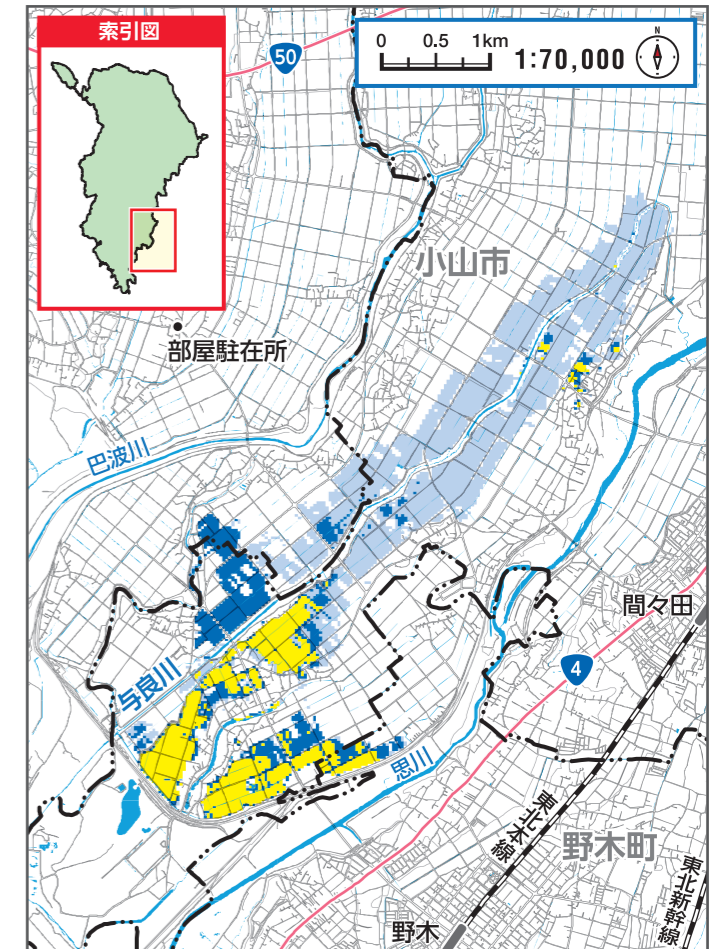 索引図
50
0 0.5 1km 1:70,000
N
小山市
部屋駐在所
巴波川
間々田
4
与良川
思川
東北本線
野木町
東北新幹線
野木